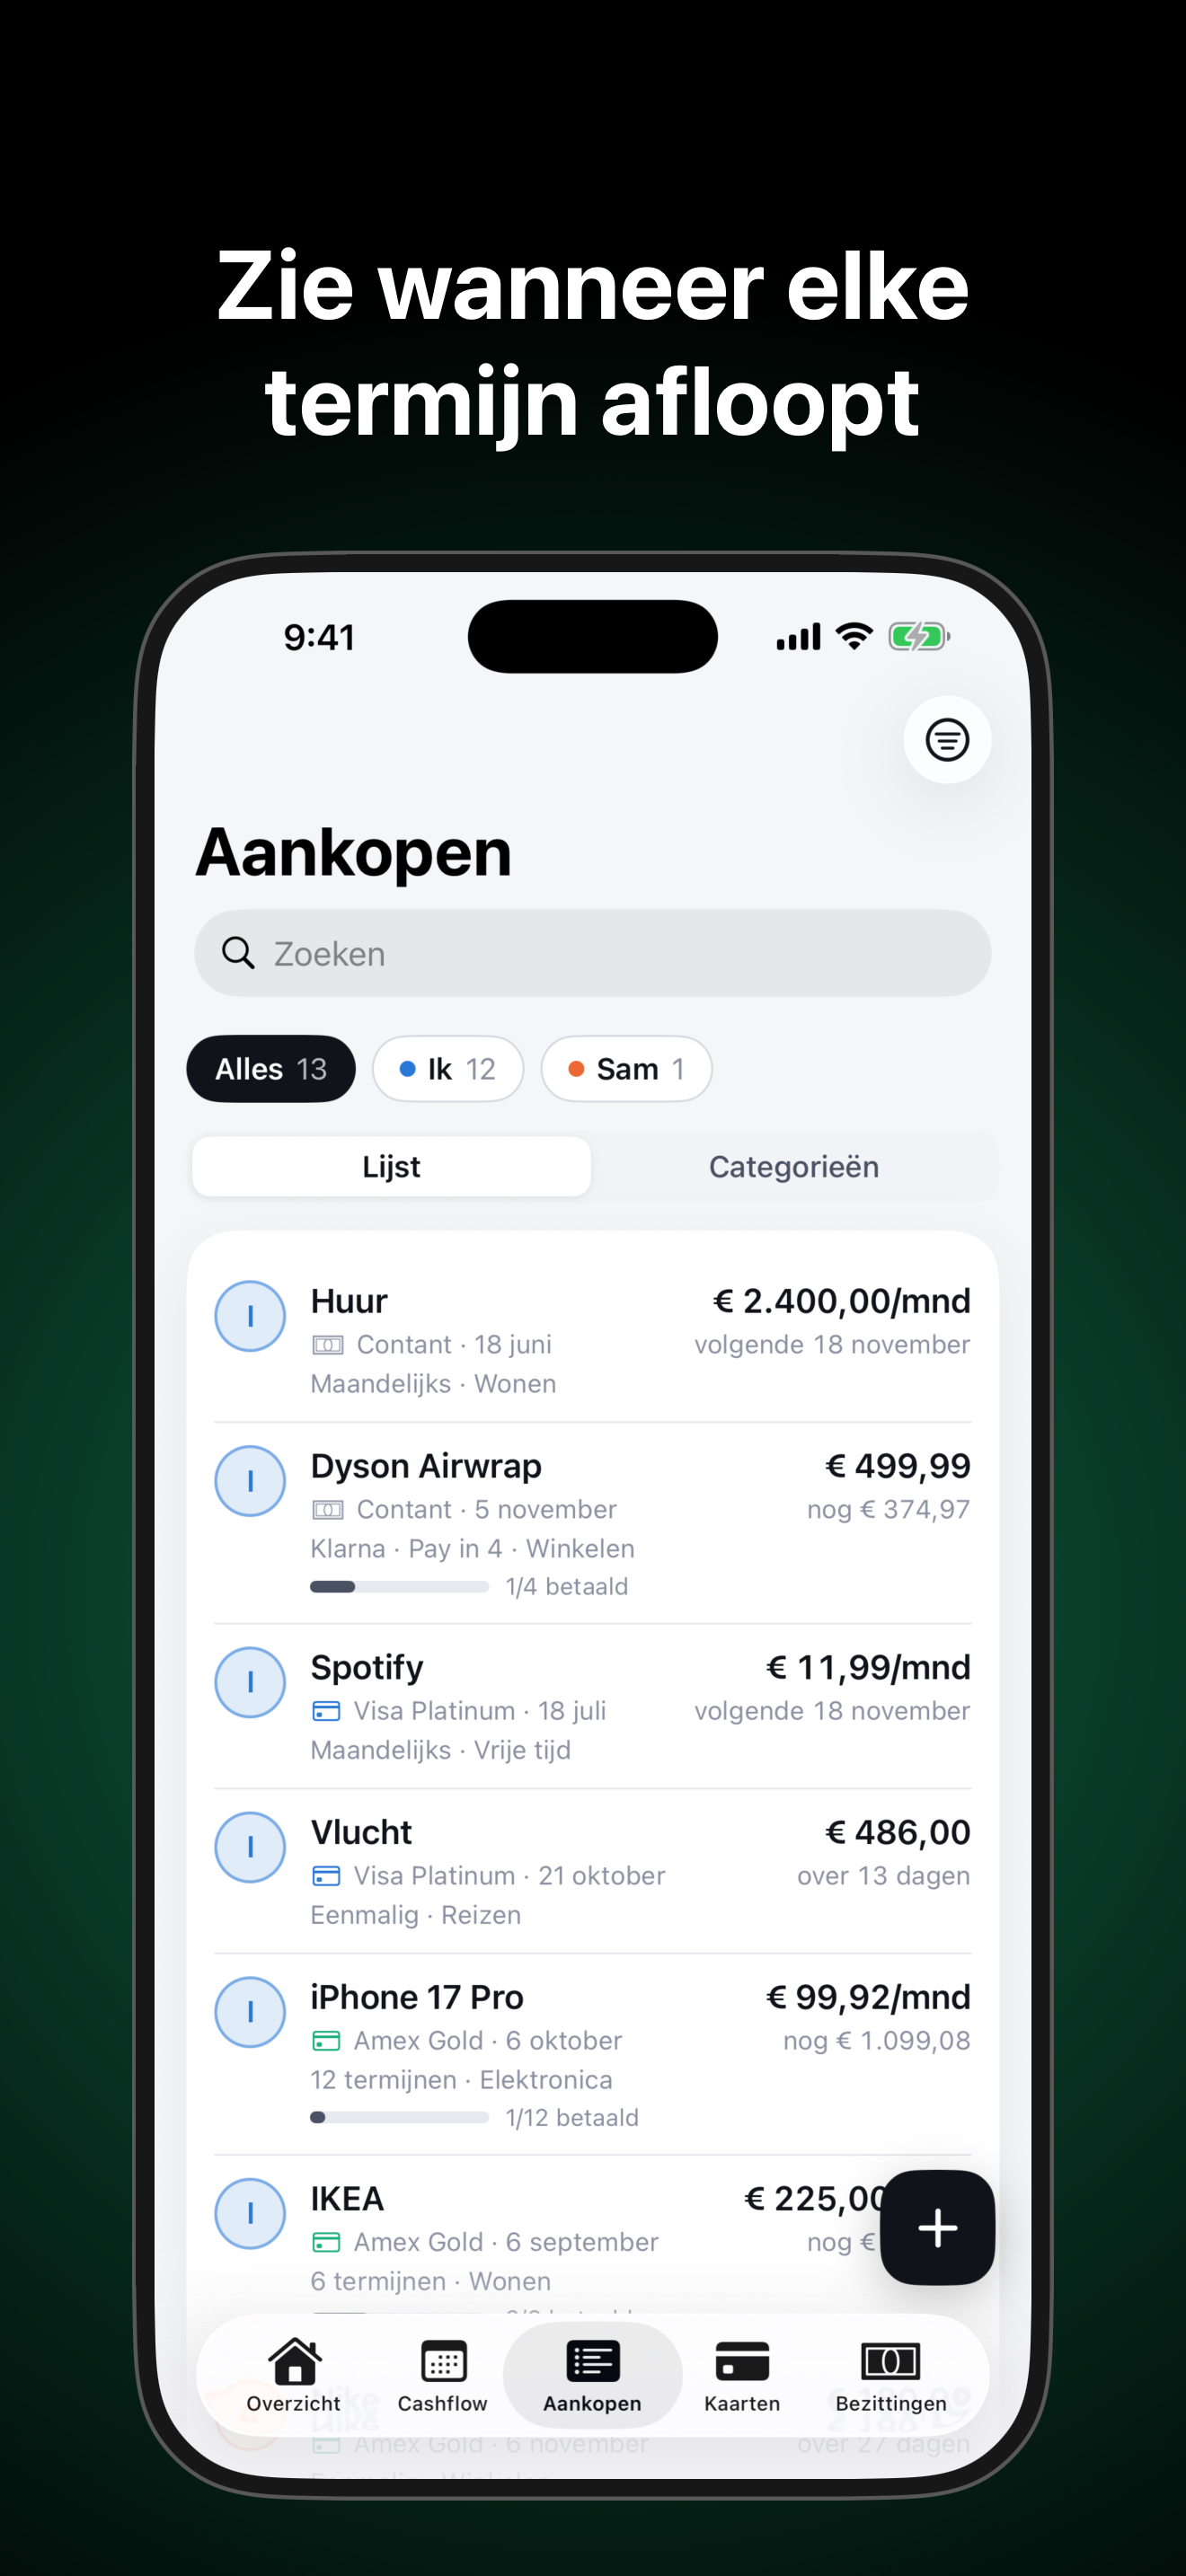 Zie wanneer elke
termijn afloopt
9:41
Aankopen
Zoeken
Alles 13
Ik 12
Sam 1
Lijst
Categorieën
I
Huur
€ 2.400,00/mnd
Contant · 18 juni
volgende 18 november
Maandelijks · Wonen
I
Dyson Airwrap
€ 499,99
Contant · 5 november
nog € 374,97
Klarna · Pay in 4 · Winkelen
1/4 betaald
I
Spotify
€ 11,99/mnd
Visa Platinum · 18 juli
volgende 18 november
Maandelijks · Vrije tijd
I
Vlucht
€ 486,00
Visa Platinum · 21 oktober
over 13 dagen
Eenmalig · Reizen
I
iPhone 17 Pro
€ 99,92/mnd
Amex Gold · 6 oktober
nog € 1.099,08
12 termijnen · Elektronica
1/12 betaald
I
IKEA
€ 225,00
Amex Gold · 6 september
nog €
6 termijnen · Wonen
Nike
Overzicht
Cashflow
Aankopen
Kaarten
Bezittingen
Amex Gold · 6 november
over 27 dagen